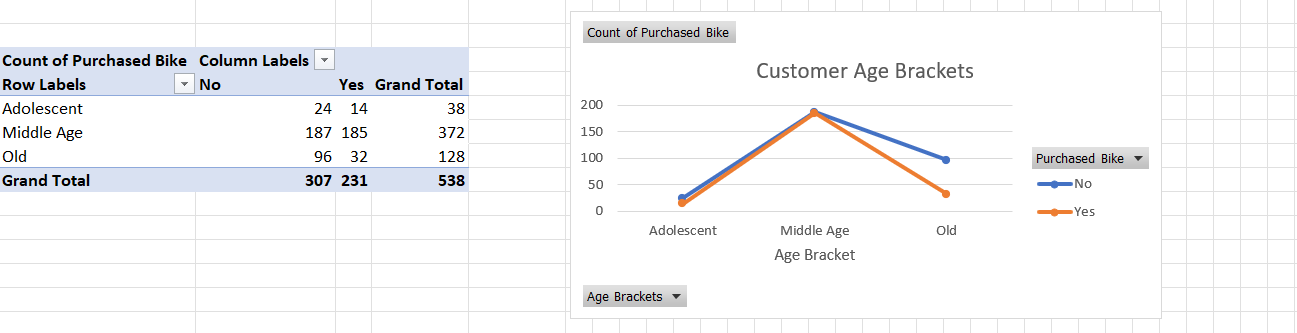 Count of Purchased Bike Column Labels
Row Labels No Yes Grand Total
Adolescent 24 14 38
Middle Age 187 185 372
Old 96 32 128
Grand Total 307 231 538
Count of Purchased Bike
Customer Age Brackets
200
150
100
50
0
Adolescent Middle Age Old
Age Bracket
Purchased Bike
No
Yes
Age Brackets